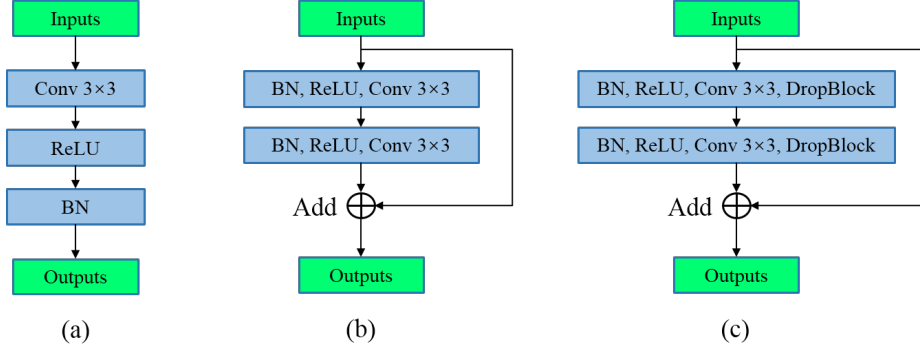 Inputs
Conv 3×3
ReLU
BN
Outputs
(a)
Inputs
BN, ReLU, Conv 3×3
BN, ReLU, Conv 3×3
Add
Outputs
(b)
Inputs
BN, ReLU, Conv 3×3, DropBlock
BN, ReLU, Conv 3×3, DropBlock
Add
Outputs
(c)